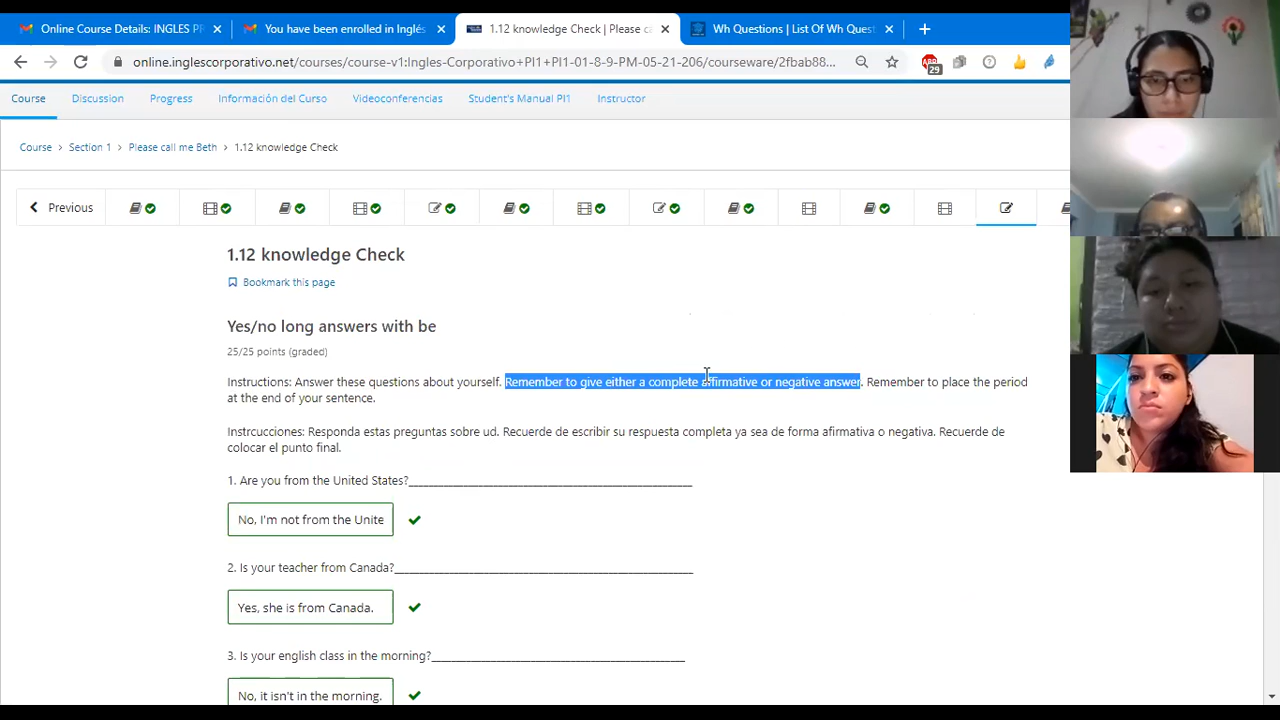 Online Course Details: INGLES P
You have been enrolled in Inglés
1.12 knowledge Check | Please ca
Wh Questions | List Of Wh Quest
online.inglescorporativo.net/courses/course-v1:Ingles-Corporativo+PI1+PI1-01-8-9-PM-05-21-206/courseware/2fbab88...
ABP
29
Course
Discussion
Progress
Información del Curso
Videoconferencias
Student's Manual PI1
Instructor
Course > Section 1 > Please call me Beth > 1.12 knowledge Check
Previous
1.12 knowledge Check
Bookmark this page
Yes/no long answers with be
25/25 points (graded)
Instructions: Answer these questions about yourself. Remember to give either a complete affirmative or negative answer. Remember to place the period
at the end of your sentence.
Instrcucciones: Responda estas preguntas sobre ud. Recuerde de escribir su respuesta completa ya sea de forma afirmativa o negativa. Recuerde de
colocar el punto final.
1. Are you from the United States?
No, I'm not from the Unite
2. Is your teacher from Canada?
Yes, she is from Canada.
3. Is your english class in the morning?
No, it isn't in the morning.